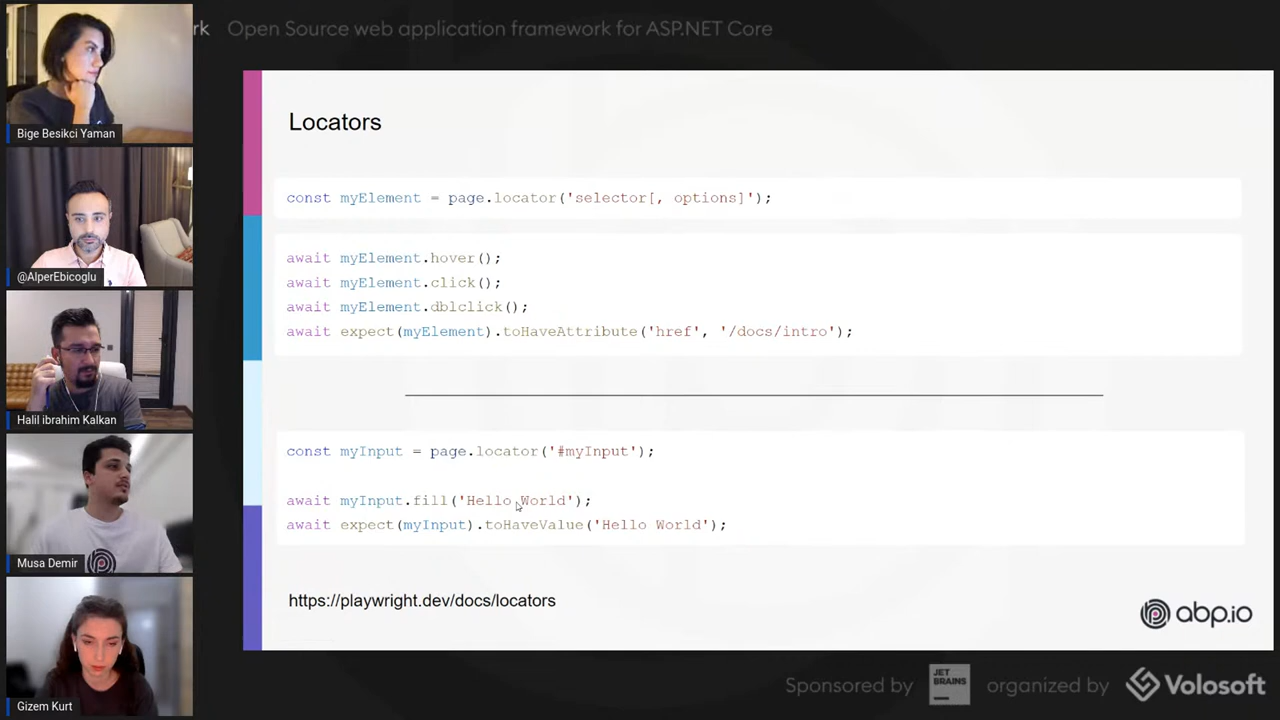 rk Open Source web application framework for ASP.NET Core
Bige Besikci Yaman
@AlperEbicoglu
Halil ibrahim Kalkan
Musa Demir
Gizem Kurt
Locators
const myElement = page.locator('selector[, options]');
await myElement.hover();
await myElement.click();
await myElement.dblclick();
await expect(myElement).toHaveAttribute('href', '/docs/intro');
const myInput = page.locator('#myInput');
await myInput.fill('Hello World');
await expect(myInput).toHaveValue('Hello World');
https://playwright.dev/docs/locators
abp.io
Sponsored by JET BRAINS organized by Volosoft